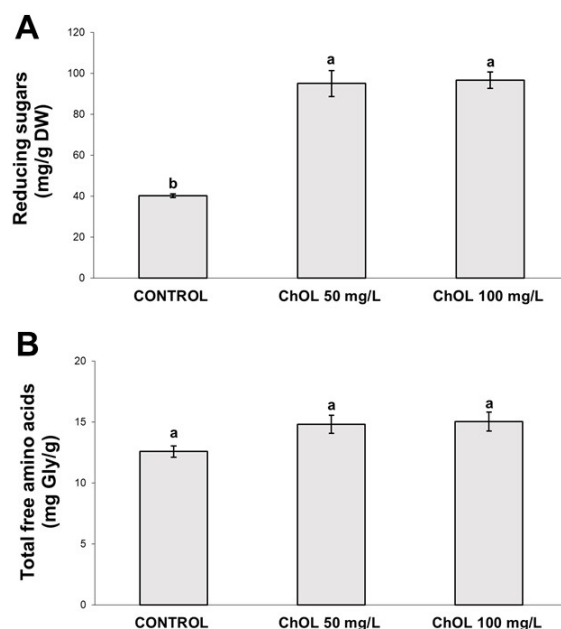 A
Reducing sugars
(mg/g DW)
120
100
80
60
40
20
0
b
a
a
CONTROL
ChOL 50 mg/L
ChOL 100 mg/L
B
Total free amino acids
(mg Gly/g)
20
15
10
5
0
a
a
a
CONTROL
ChOL 50 mg/L
ChOL 100 mg/L